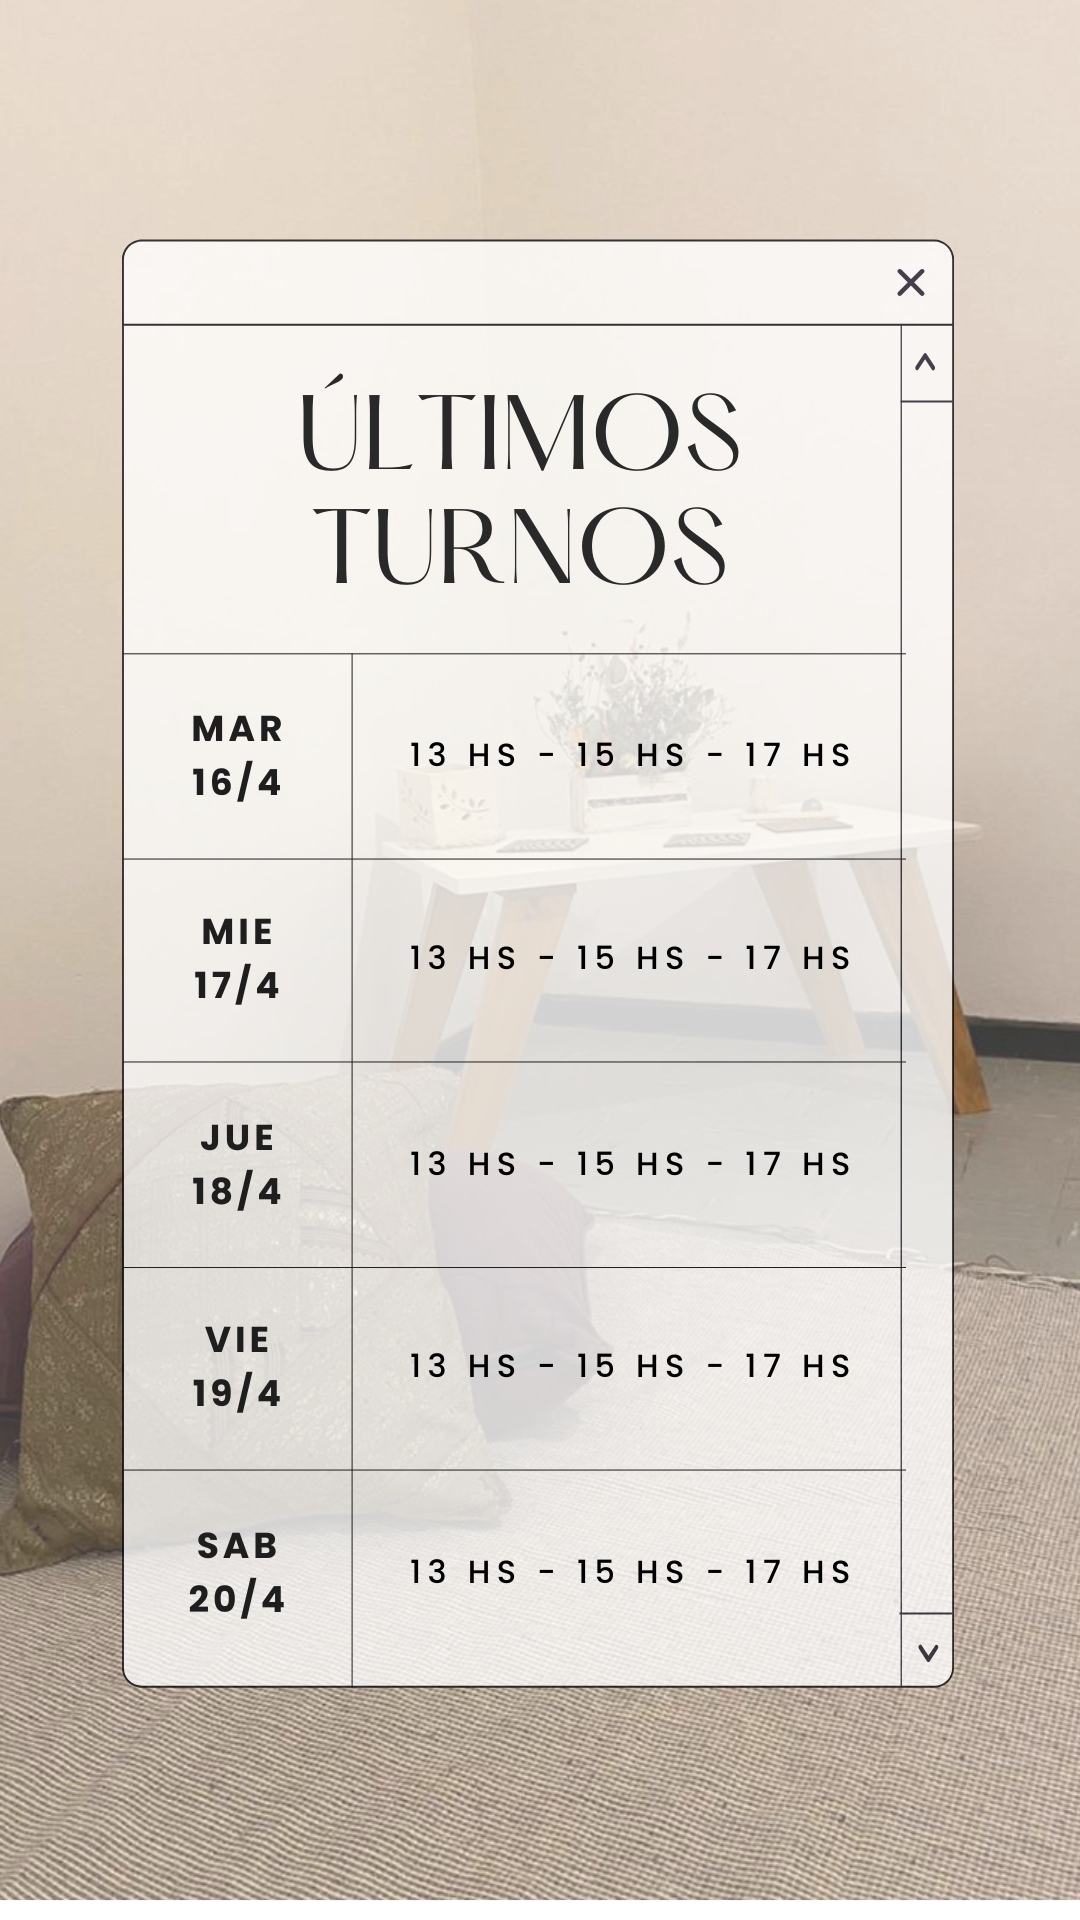 ÚLTIMOS
TURNOS
MAR
16/4
13 HS - 15 HS - 17 HS
MIE
17/4
13 HS - 15 HS - 17 HS
JUE
18/4
13 HS - 15 HS - 17 HS
VIE
19/4
13 HS - 15 HS - 17 HS
SAB
20/4
13 HS - 15 HS - 17 HS